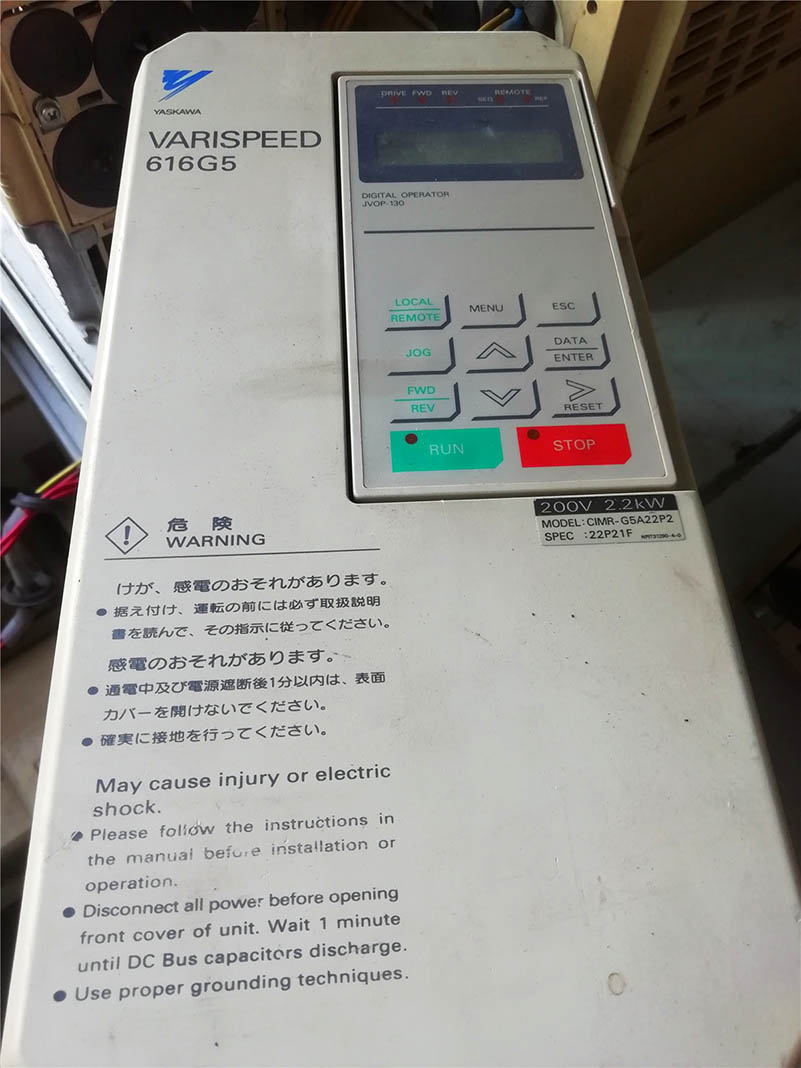 YASKAWA
VARISPEED
616G5
DRIVE FWD REV
REMOTE
SEQ REF
DIGITAL OPERATOR
JVOP-130
LOCAL
REMOTE
MENU
ESC
JOG
DATA
ENTER
FWD
REV
RESET
RUN
STOP
200V 2.2kW
MODEL:CIMR-G5A22P2
SPEC :22P21F
危険
WARNING
けが、感電のおそれがあります。
● 据え付け、運転の前には必ず取扱説明
書を読んで、その指示に従ってください。
感電のおそれがあります。
● 通電中及び電源遮断後1分以内は、表面
カバーを開けないでください。
● 確実に接地を行ってください。
May cause injury or electric
shock.
● Please follow the instructions in
the manual before installation or
operation.
● Disconnect all power before opening
front cover of unit. Wait 1 minute
until DC Bus capacitors discharge.
● Use proper grounding techniques.